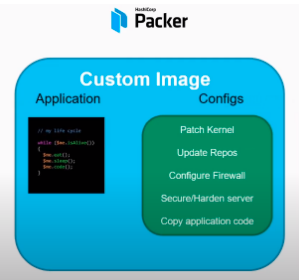 HashiCorp
Packer
Custom Image
Application
Configs
// my life cycle
while ($me.isAlive())
{
$me.eat();
$me.sleep();
$me.code();
}
Patch Kernel
Update Repos
Configure Firewall
Secure/Harden server
Copy application code